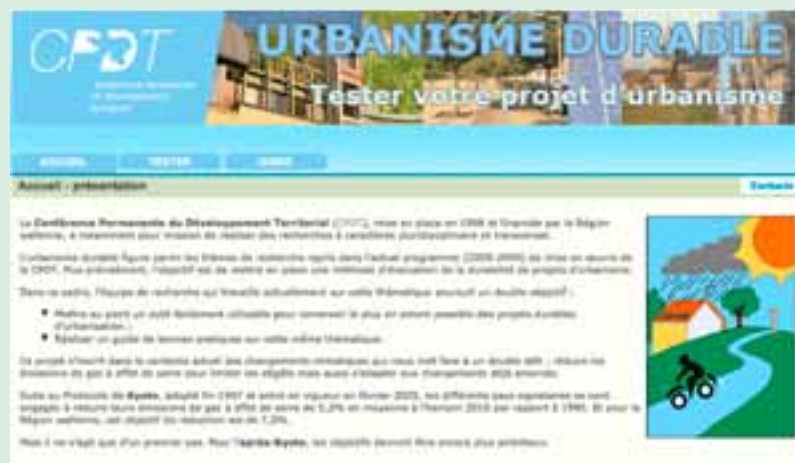 CPDT
URBANISME DURABLE
Tester votre projet d'urbanisme
ACCUEIL TESTER GUIDE
Accueil - présentation
Contacts
La Conférence Permanente du Développement Territorial (CPDT), mise en place en 1998 et financée par la Région
wallonne, a notamment pour mission de réaliser des recherches à caractères pluridisciplinaire et transversal.
L'urbanisme durable figure parmi les thèmes de recherche repris dans l'actuel programme de mise en œuvre de
la CPDT. Plus précisément, l'objectif est de mettre en place une méthode d'évaluation de la durabilité de projets d'urbanisme.
Dans ce cadre, l'équipe de recherche qui travaille actuellement sur cette thématique poursuit un double objectif :
Mettre au point un outil facilement utilisable pour concevoir le plus en amont possible des projets durables
d'urbanisation ;
Réaliser un guide de bonnes pratiques sur cette même thématique.
Ce projet s'inscrit dans le contexte actuel des changements climatiques qui nous met face à un double défi : réduire les
émissions de gaz à effet de serre pour limiter les dégâts mais aussi s'adapter aux changements déjà amorcés.
Suite au Protocole de Kyoto, adopté fin 1997 et entré en vigueur en février 2005, les différents pays signataires se sont
engagés à réduire leurs émissions de gaz à effet de serre de 5,2% en moyenne à l'horizon 2010 par rapport à 1990. Et pour la
Région wallonne, cet objectif de réduction est de 7,5%.
Mais il ne s'agit que d'un premier pas. Pour l'après-Kyoto, les objectifs devront être encore plus ambitieux.